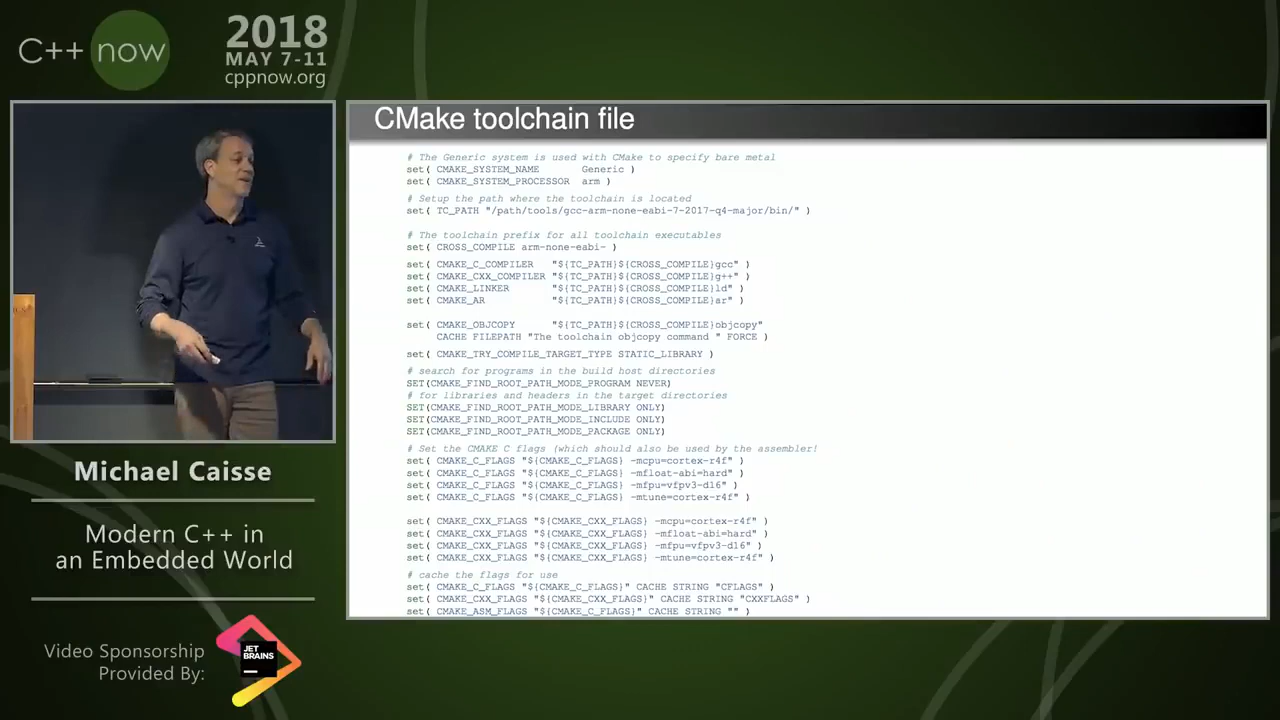 C++ now
2018
MAY 7-11
cppnow.org
CMake toolchain file
# The Generic system is used with CMake to specify bare metal
set( CMAKE_SYSTEM_NAME Generic )
set( CMAKE_SYSTEM_PROCESSOR arm )
# Setup the path where the toolchain is located
set( TC_PATH "/path/tools/gcc-arm-none-eabi-7-2017-q4-major/bin/" )
# The toolchain prefix for all toolchain executables
set( CROSS_COMPILE arm-none-eabi- )
set( CMAKE_C_COMPILER "${TC_PATH}${CROSS_COMPILE}gcc" )
set( CMAKE_CXX_COMPILER "${TC_PATH}${CROSS_COMPILE}g++" )
set( CMAKE_LINKER "${TC_PATH}${CROSS_COMPILE}ld" )
set( CMAKE_AR "${TC_PATH}${CROSS_COMPILE}ar" )
set( CMAKE_OBJCOPY "${TC_PATH}${CROSS_COMPILE}objcopy"
CACHE FILEPATH "The toolchain objcopy command " FORCE )
set( CMAKE_TRY_COMPILE_TARGET_TYPE STATIC_LIBRARY )
# search for programs in the build host directories
SET(CMAKE_FIND_ROOT_PATH_MODE_PROGRAM NEVER)
# for libraries and headers in the target directories
SET(CMAKE_FIND_ROOT_PATH_MODE_LIBRARY ONLY)
SET(CMAKE_FIND_ROOT_PATH_MODE_INCLUDE ONLY)
SET(CMAKE_FIND_ROOT_PATH_MODE_PACKAGE ONLY)
# Set the CMAKE C flags (which should also be used by the assembler!
set( CMAKE_C_FLAGS "${CMAKE_C_FLAGS} -mcpu=cortex-r4f" )
set( CMAKE_C_FLAGS "${CMAKE_C_FLAGS} -mfloat-abi=hard" )
set( CMAKE_C_FLAGS "${CMAKE_C_FLAGS} -mfpu=vfpv3-d16" )
set( CMAKE_C_FLAGS "${CMAKE_C_FLAGS} -mtune=cortex-r4f" )
set( CMAKE_CXX_FLAGS "${CMAKE_CXX_FLAGS} -mcpu=cortex-r4f" )
set( CMAKE_CXX_FLAGS "${CMAKE_CXX_FLAGS} -mfloat-abi=hard" )
set( CMAKE_CXX_FLAGS "${CMAKE_CXX_FLAGS} -mfpu=vfpv3-d16" )
set( CMAKE_CXX_FLAGS "${CMAKE_CXX_FLAGS} -mtune=cortex-r4f" )
# cache the flags for use
set( CMAKE_C_FLAGS "${CMAKE_C_FLAGS}" CACHE STRING "CFLAGS" )
set( CMAKE_CXX_FLAGS "${CMAKE_CXX_FLAGS}" CACHE STRING "CXXFLAGS" )
set( CMAKE_ASM_FLAGS "${CMAKE_C_FLAGS}" CACHE STRING "" )
Michael Caisse
Modern C++ in
an Embedded World
Video Sponsorship
Provided By:
JET
BRAINS